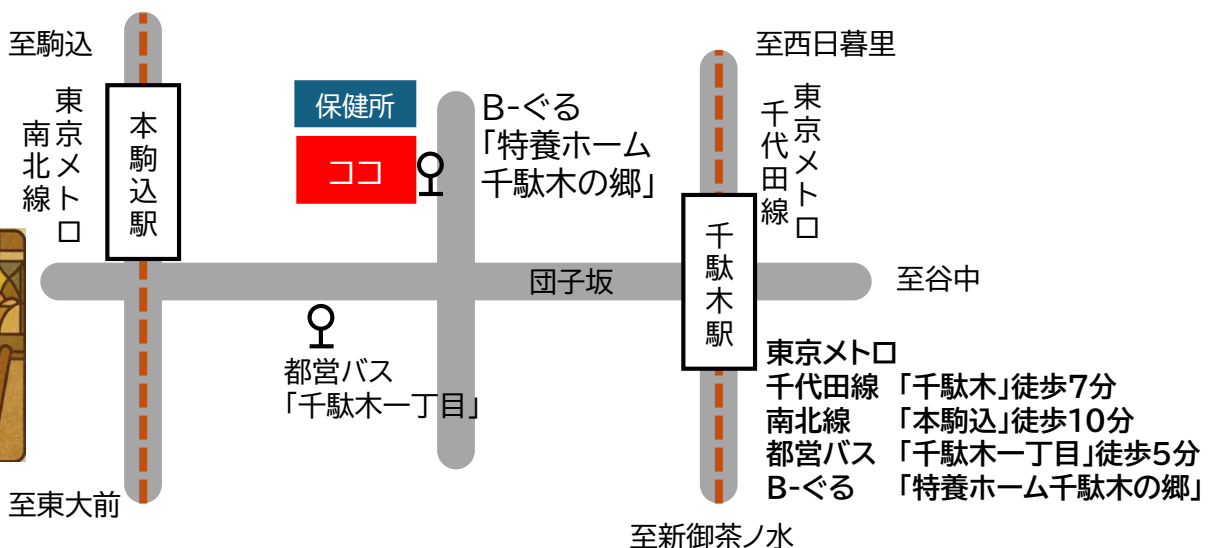 至駒込
東京メトロ
南北線
本駒込駅
保健所
ココ
B-ぐる
「特養ホーム
千駄木の郷」
至西日暮里
東京メトロ
千代田線
千駄木駅
団子坂
至谷中
都営バス
「千駄木一丁目」
至東大前
至新御茶ノ水
東京メトロ
千代田線 「千駄木」徒歩7分
南北線 「本駒込」徒歩10分
都営バス 「千駄木一丁目」徒歩5分
B-ぐる 「特養ホーム千駄木の郷」